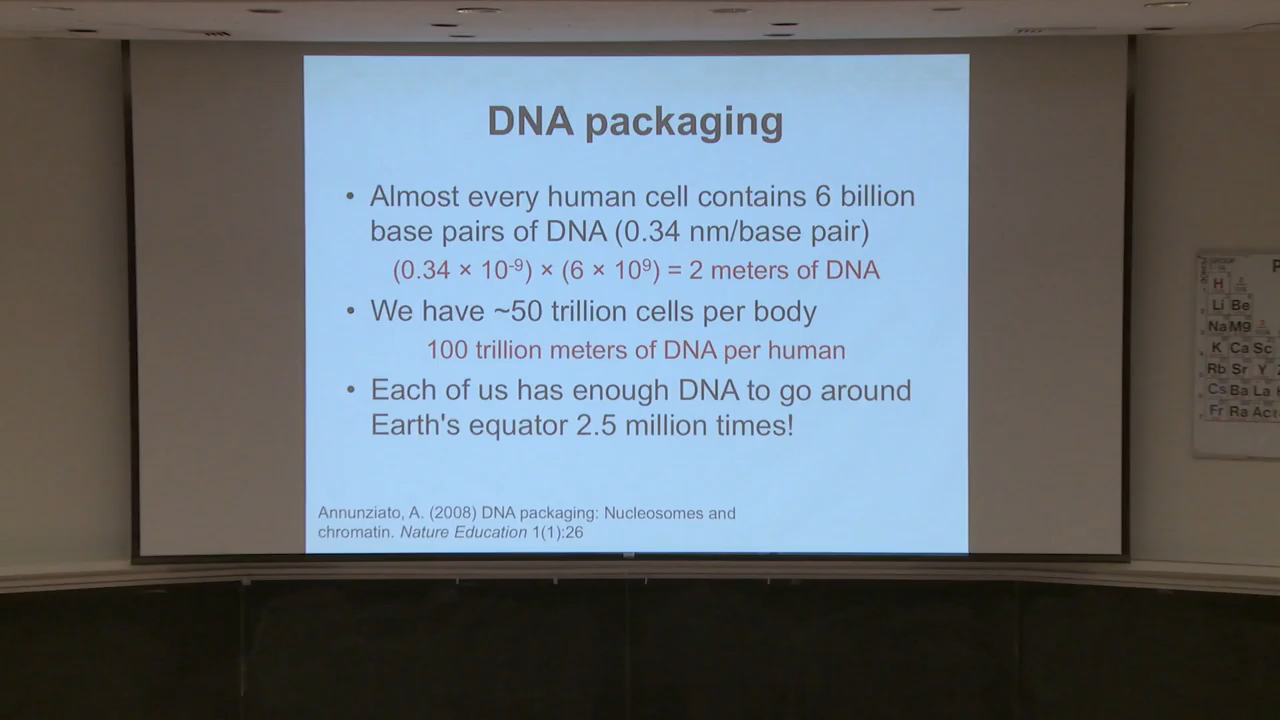 DNA packaging
• Almost every human cell contains 6 billion
base pairs of DNA (0.34 nm/base pair)
(0.34 × 10⁻⁹) × (6 × 10⁹) = 2 meters of DNA
• We have ~50 trillion cells per body
100 trillion meters of DNA per human
• Each of us has enough DNA to go around
Earth's equator 2.5 million times!
Annunziato, A. (2008) DNA packaging: Nucleosomes and
chromatin. Nature Education 1(1):26
GROUP
H
Li Be
Na Mg
K Ca Sc
Rb Sr Y
Cs Ba La
Fr Ra Ac